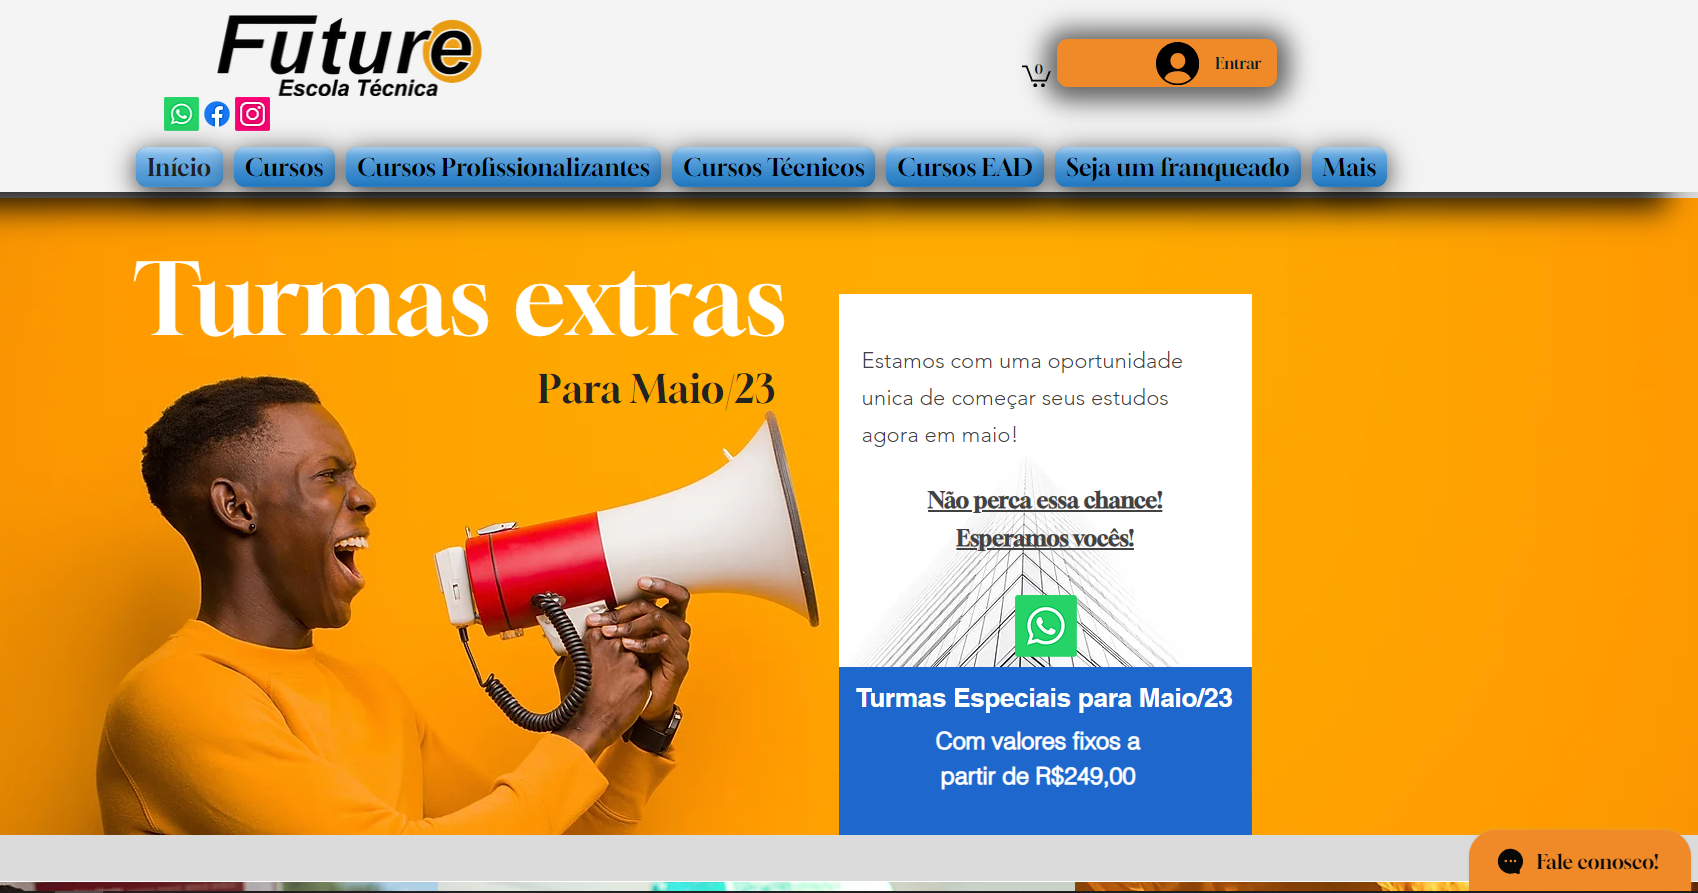 Future
Escola Técnica
0
Entrar
Início
Cursos
Cursos Profissionalizantes
Cursos Técnicos
Cursos EAD
Seja um franqueado
Mais
Turmas extras
Para Maio/23
Estamos com uma oportunidade
unica de começar seus estudos
agora em maio!
Não perca essa chance!
Esperamos vocês!
Turmas Especiais para Maio/23
Com valores fixos a
partir de R$249,00
Fale conosco!